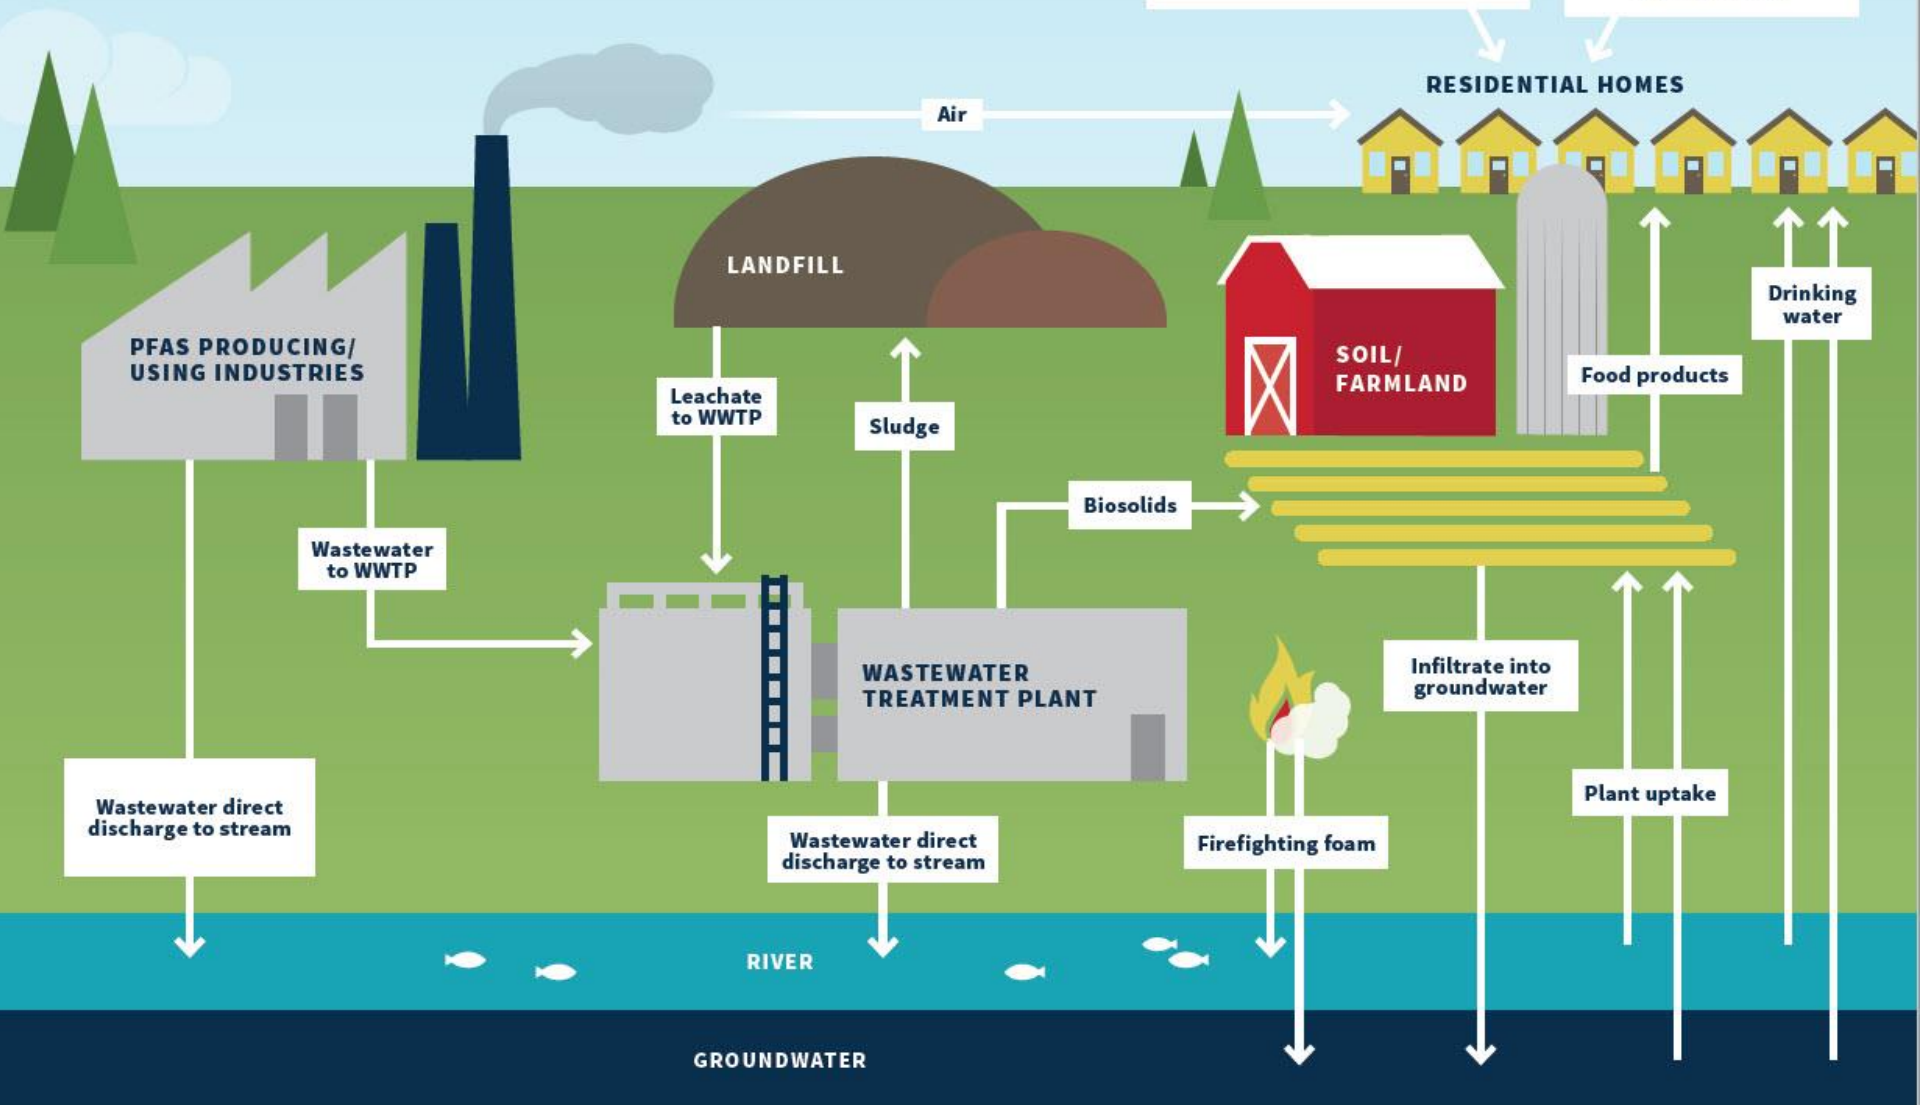 RESIDENTIAL HOMES
Air
LANDFILL
Drinking
water
PFAS PRODUCING/
USING INDUSTRIES
SOIL/
FARMLAND
Food products
Leachate
to WWTP
Sludge
Biosolids
Wastewater
to WWTP
WASTEWATER
TREATMENT PLANT
Infiltrate into
groundwater
Plant uptake
Wastewater direct
discharge to stream
Wastewater direct
discharge to stream
Firefighting foam
RIVER
GROUNDWATER